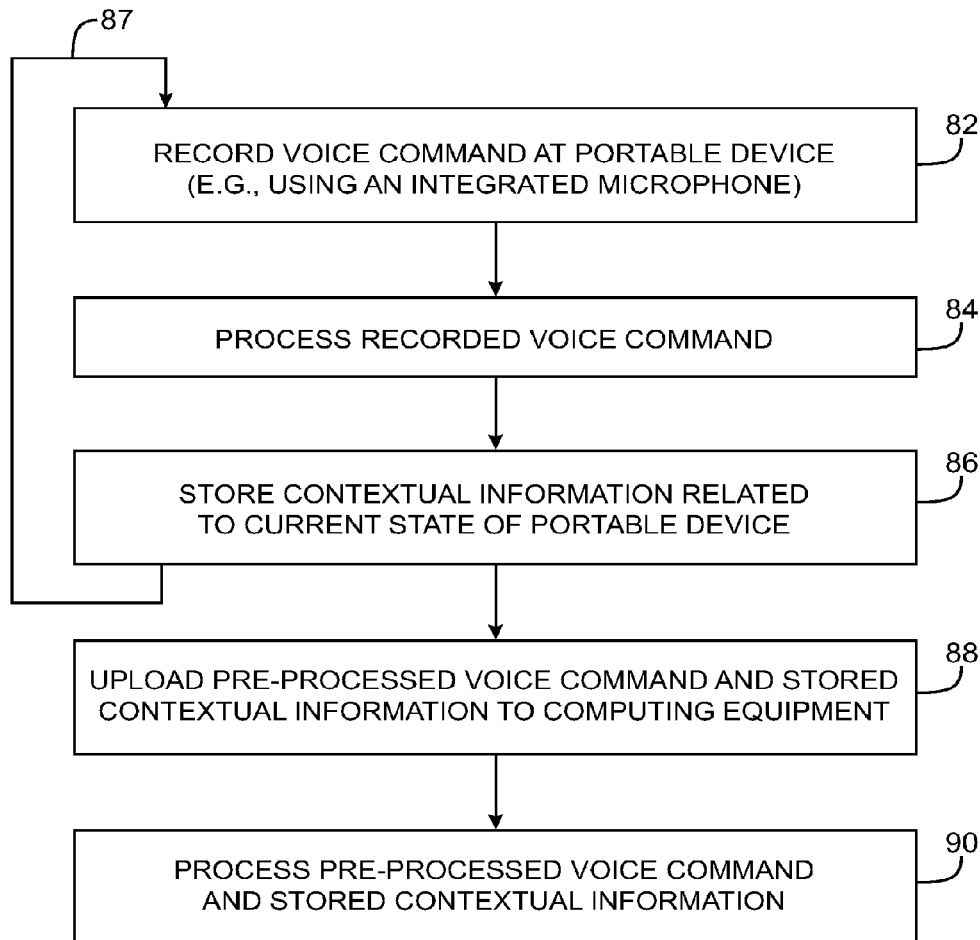 87
82
RECORD VOICE COMMAND AT PORTABLE DEVICE
(E.G., USING AN INTEGRATED MICROPHONE)
84
PROCESS RECORDED VOICE COMMAND
86
STORE CONTEXTUAL INFORMATION RELATED
TO CURRENT STATE OF PORTABLE DEVICE
88
UPLOAD PRE-PROCESSED VOICE COMMAND AND STORED
CONTEXTUAL INFORMATION TO COMPUTING EQUIPMENT
90
PROCESS PRE-PROCESSED VOICE COMMAND
AND STORED CONTEXTUAL INFORMATION